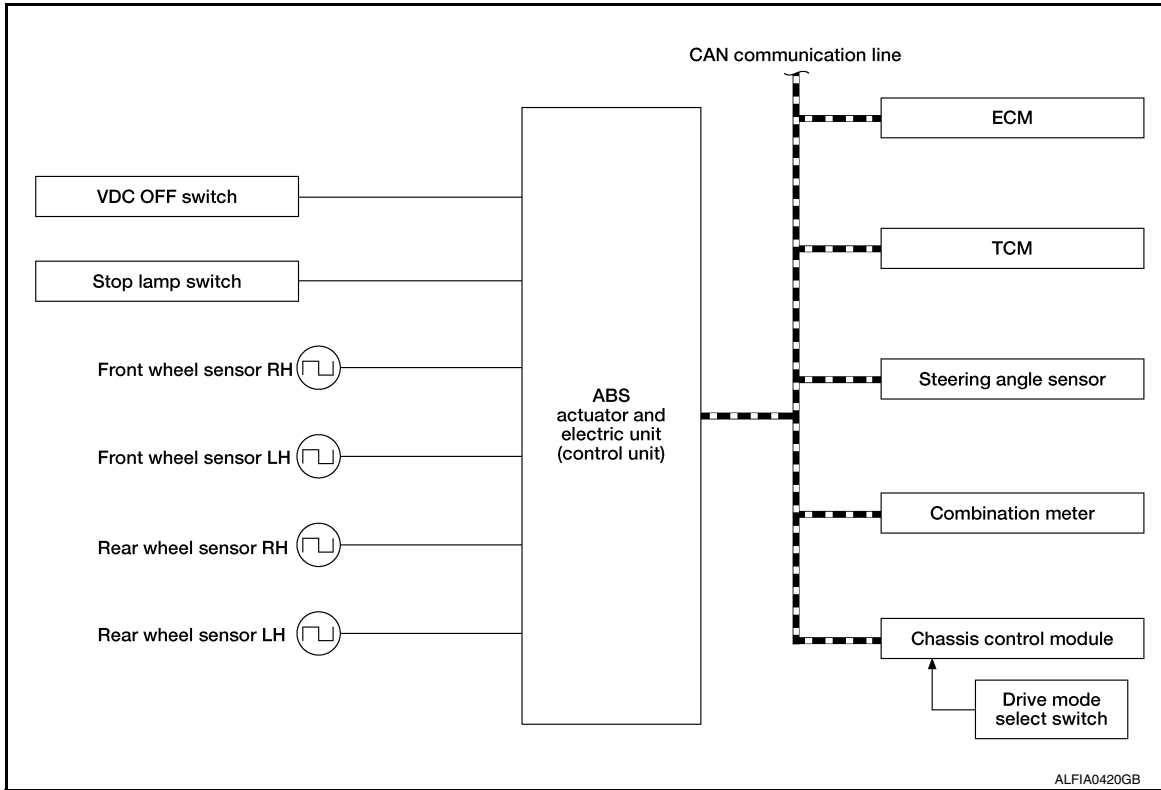 CAN communication line
ECM
VDC OFF switch
TCM
Stop lamp switch
Front wheel sensor RH
Steering angle sensor
ABS
actuator and
electric unit
(control unit)
Front wheel sensor LH
Combination meter
Rear wheel sensor RH
Rear wheel sensor LH
Chassis control module
Drive mode
select switch
ALFIA0420GB